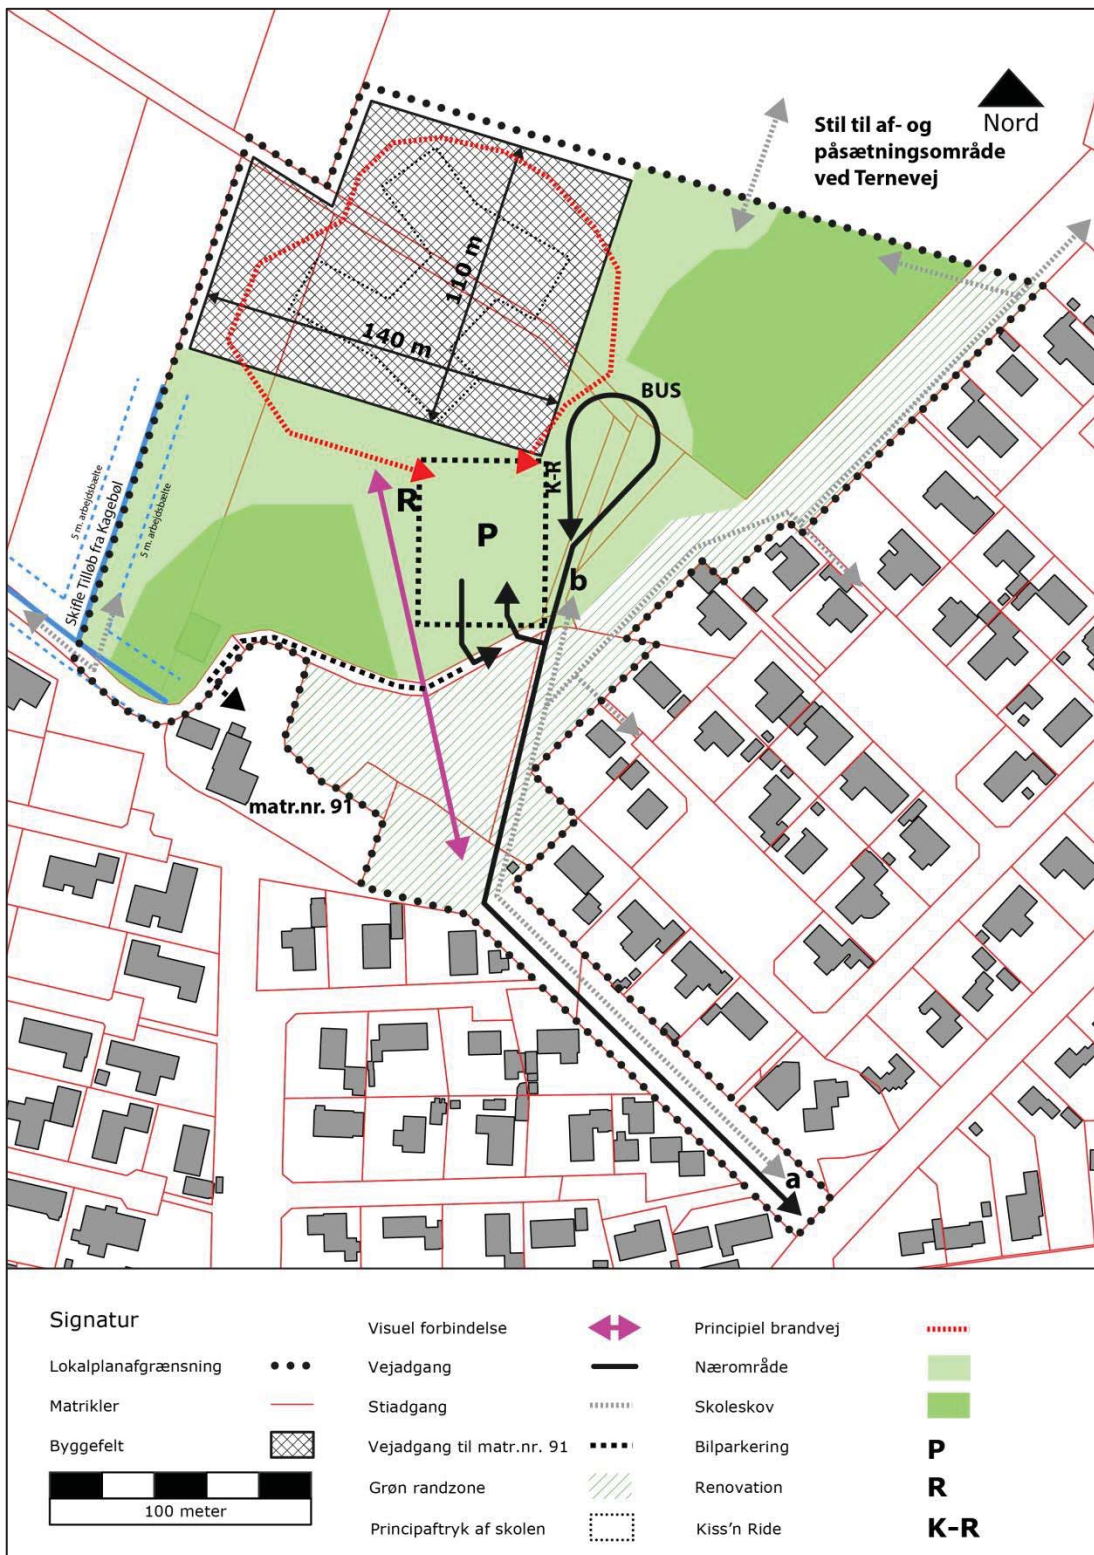 Nord
Stil til af- og
påsætningsområde
ved Ternevej
110 m
140 m
BUS
K-R
R
P
b
5 m. arbejdsbælte
Skifle Tilløb fra Kagebøl
5 m. arbejdsbælte
matr.nr. 91
a
Signatur
Lokalplanafgrænsning
Matrikler
Byggefelt
100 meter
Visuel forbindelse
Vejadgang
Stiadgang
Vejadgang til matr.nr. 91
Grøn randzone
Principaftryk af skolen
Principiel brandvej
Nærområde
Skoleskov
Bilparkering P
Renovation R
Kiss'n Ride K-R